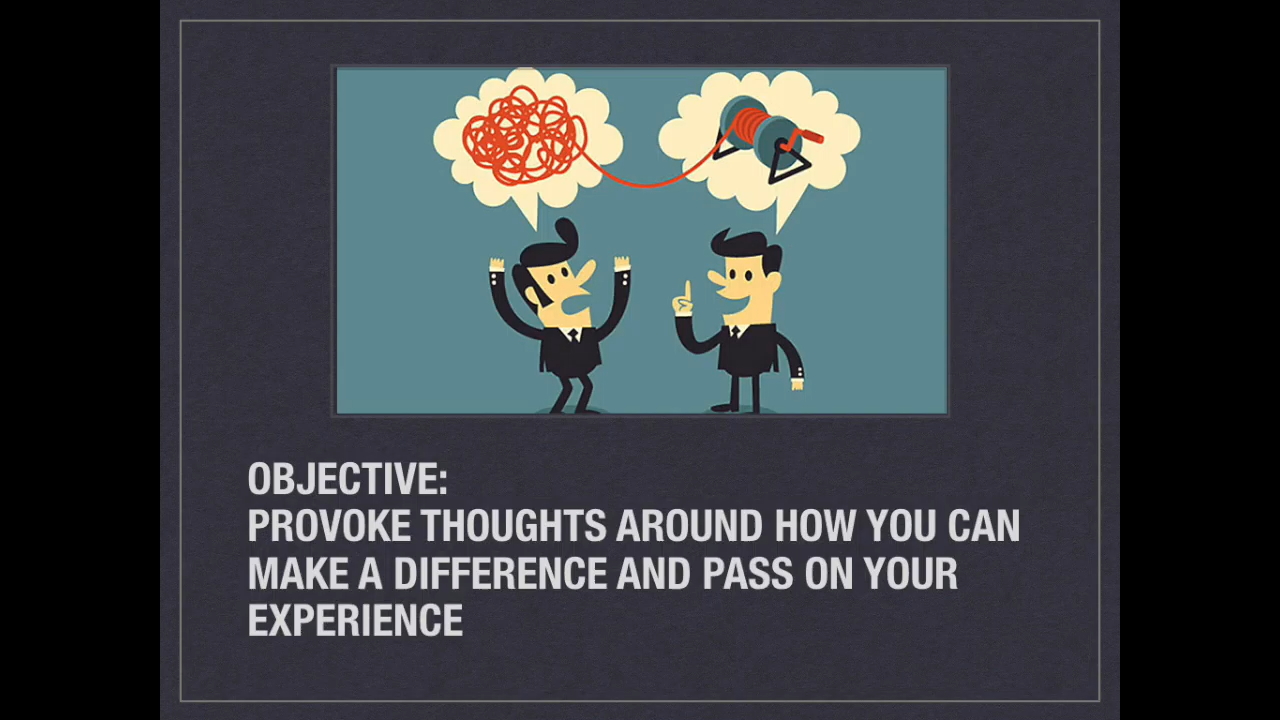 OBJECTIVE:
PROVOKE THOUGHTS AROUND HOW YOU CAN
MAKE A DIFFERENCE AND PASS ON YOUR
EXPERIENCE